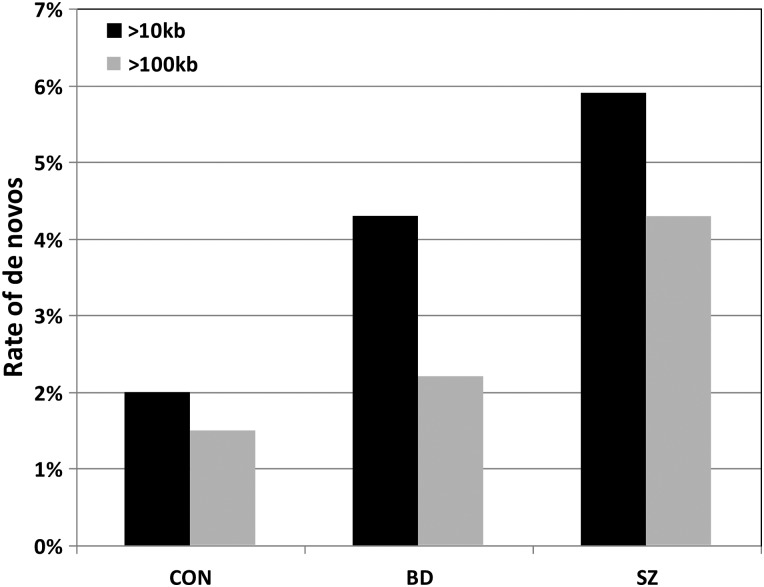 7%
6%
5%
4%
3%
2%
1%
0%
Rate of de novos
>10kb
>100kb
CON BD SZ